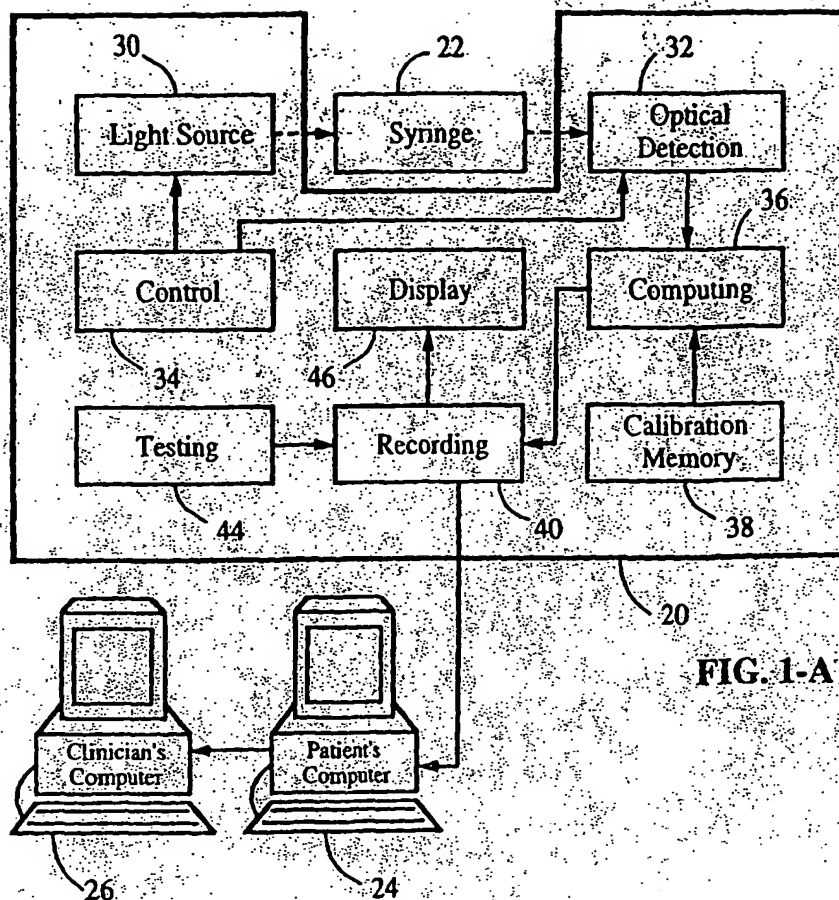 30
22
32
Light Source
Syringe
Optical
Detection
36
Control
Display
Computing
34
46
Testing
Recording
Calibration
Memory
44
40
38
20
FIG. 1-A
Clinician's
Computer
Patient's
Computer
26
24